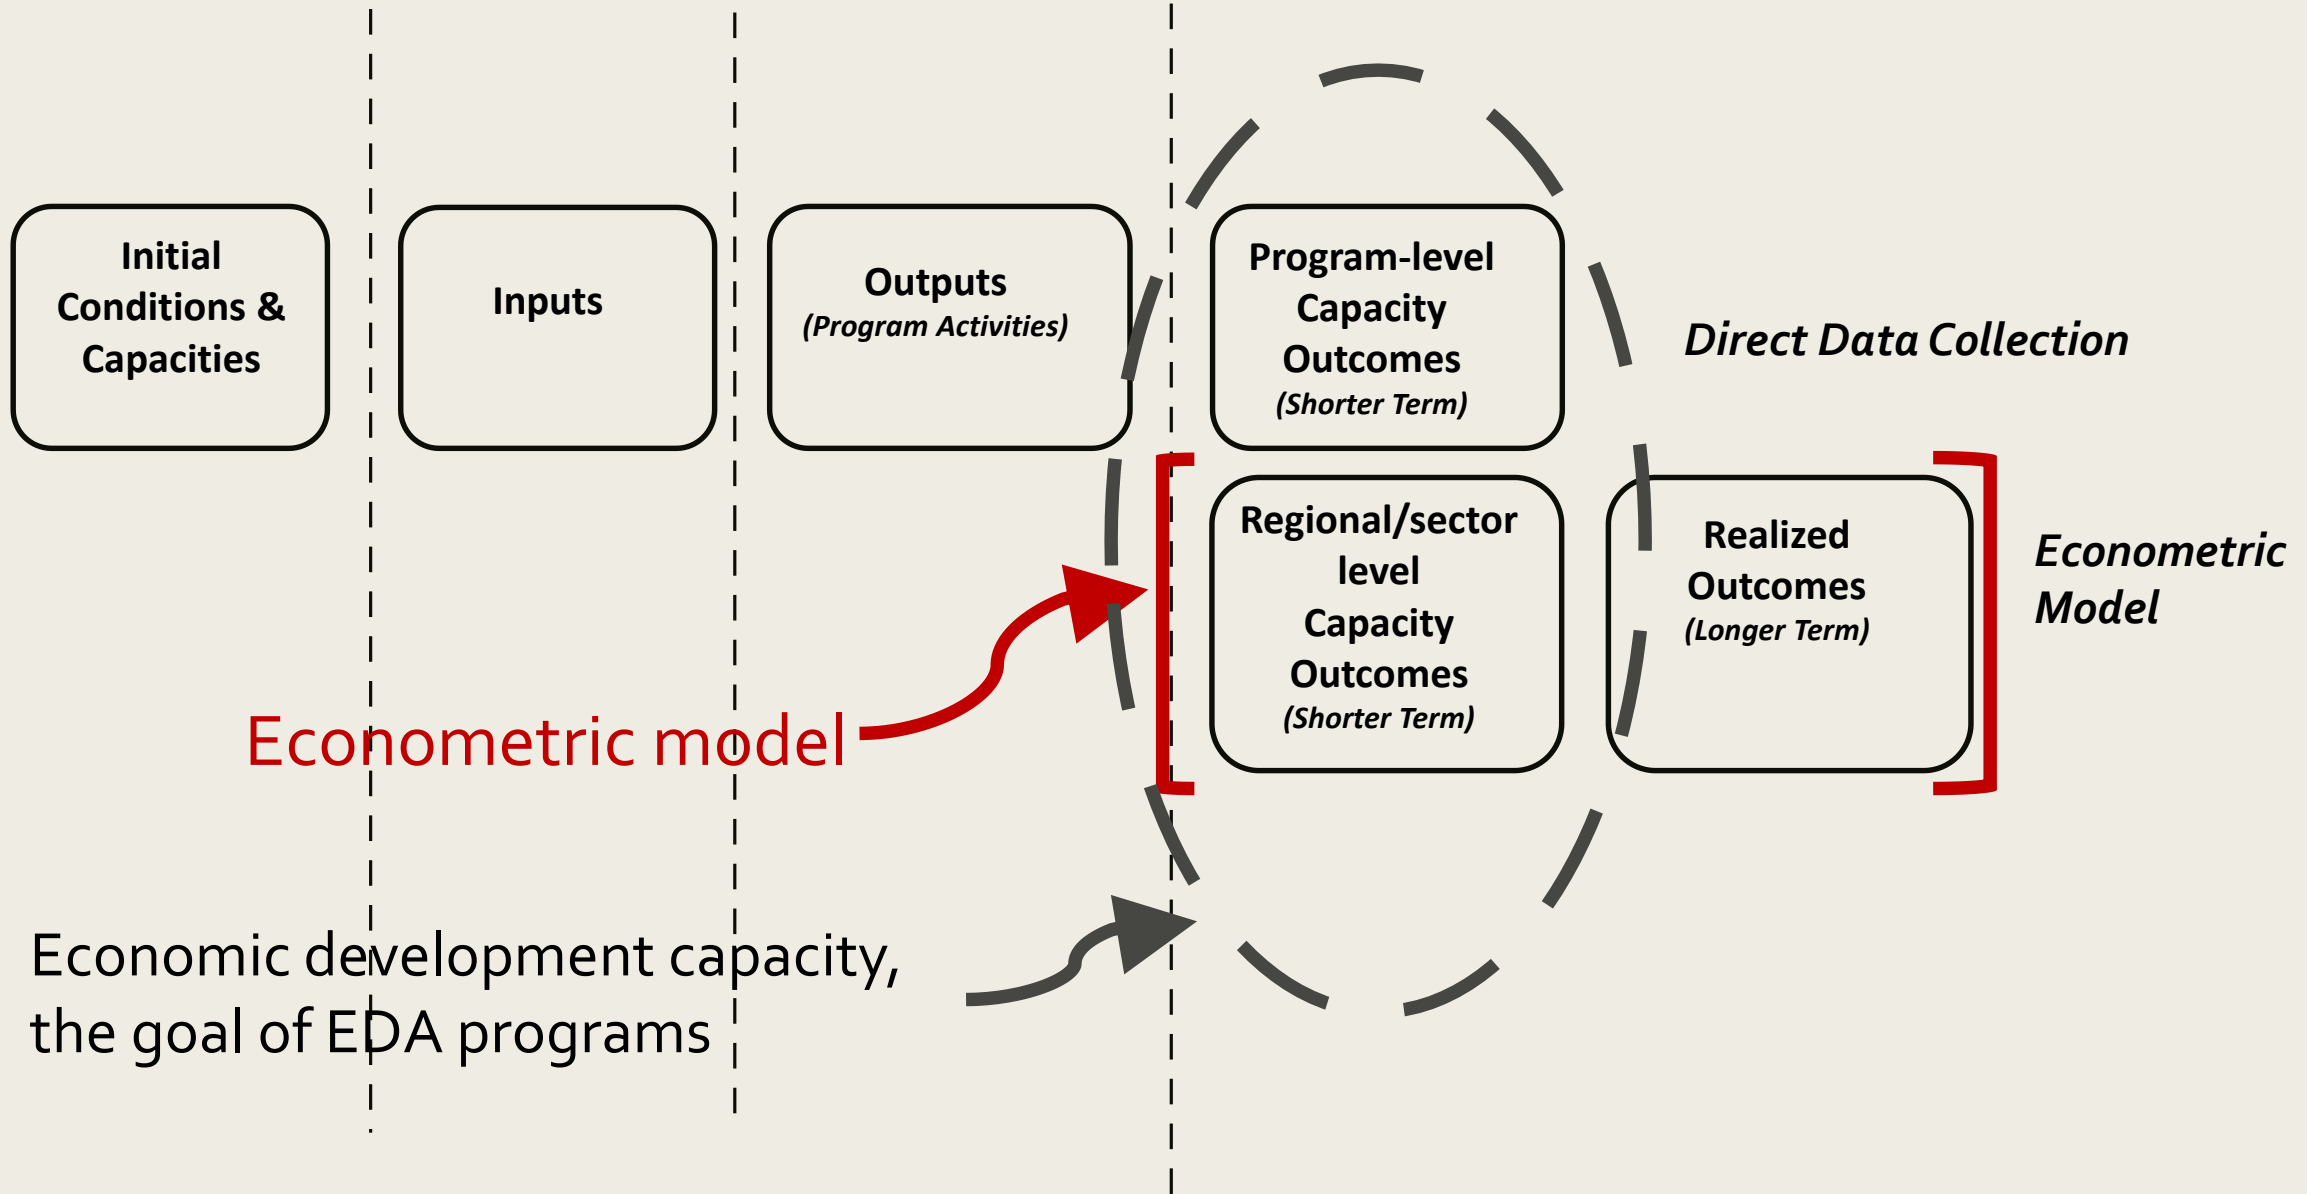 Initial
Conditions &
Capacities
Inputs
Outputs
(Program Activities)
Program-level
Capacity
Outcomes
(Shorter Term)
Direct Data Collection
Regional/sector
level
Capacity
Outcomes
(Shorter Term)
Realized
Outcomes
(Longer Term)
Econometric
Model
Econometric model
Economic development capacity,
the goal of EDA programs